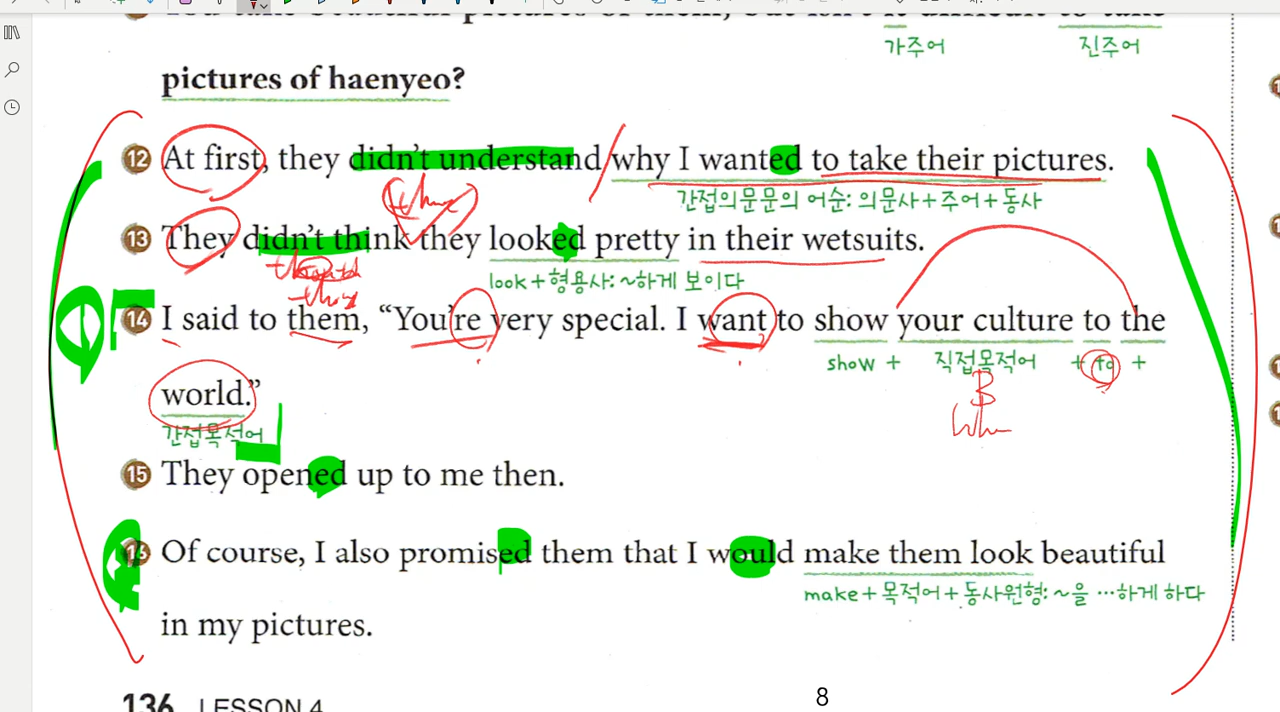 가주어 진주어
pictures of haenyeo?
12 At first, they didn't understand why I wanted to take their pictures.
간접의문문의 어순: 의문사+주어+동사
13 They didn't think they looked pretty in their wetsuits.
look+형용사: ~하게 보이다
14 I said to them, “You're very special. I want to show your culture to the
show + 직접목적어 + to +
world.”
간접목적어
15 They opened up to me then.
16 Of course, I also promised them that I would make them look beautiful
make+목적어+동사원형: ~을 …하게 하다
in my pictures.
136 LESSON 4
8